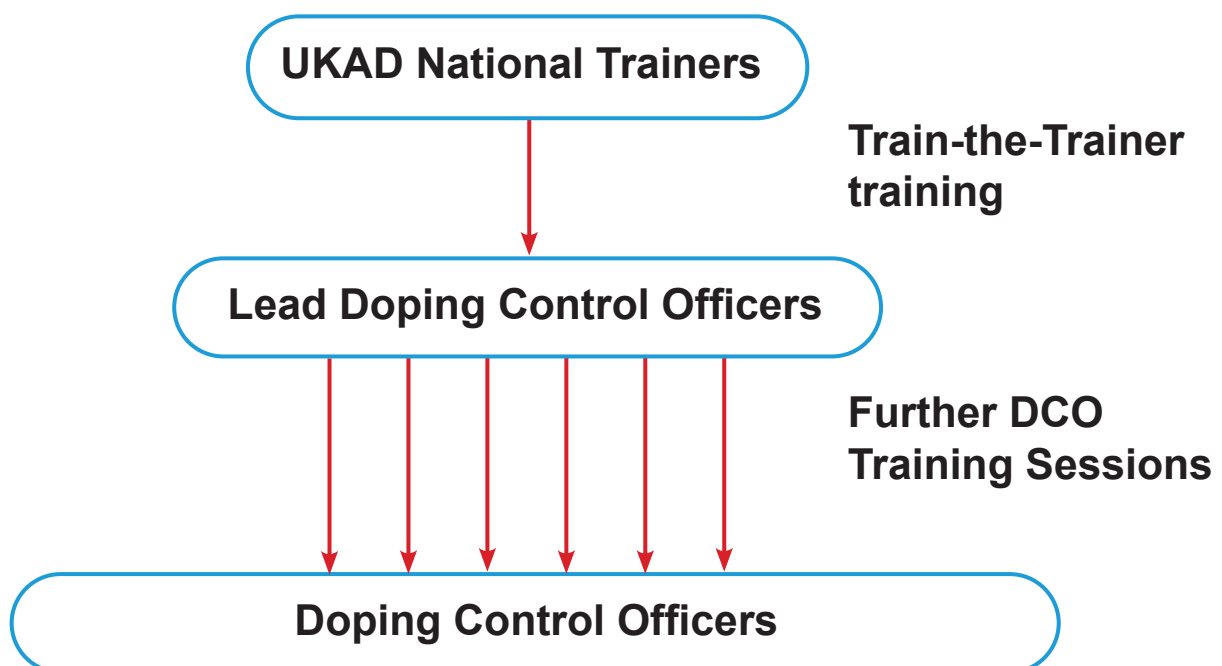 UKAD National Trainers
Train-the-Trainer
training
Lead Doping Control Officers
Further DCO
Training Sessions
Doping Control Officers